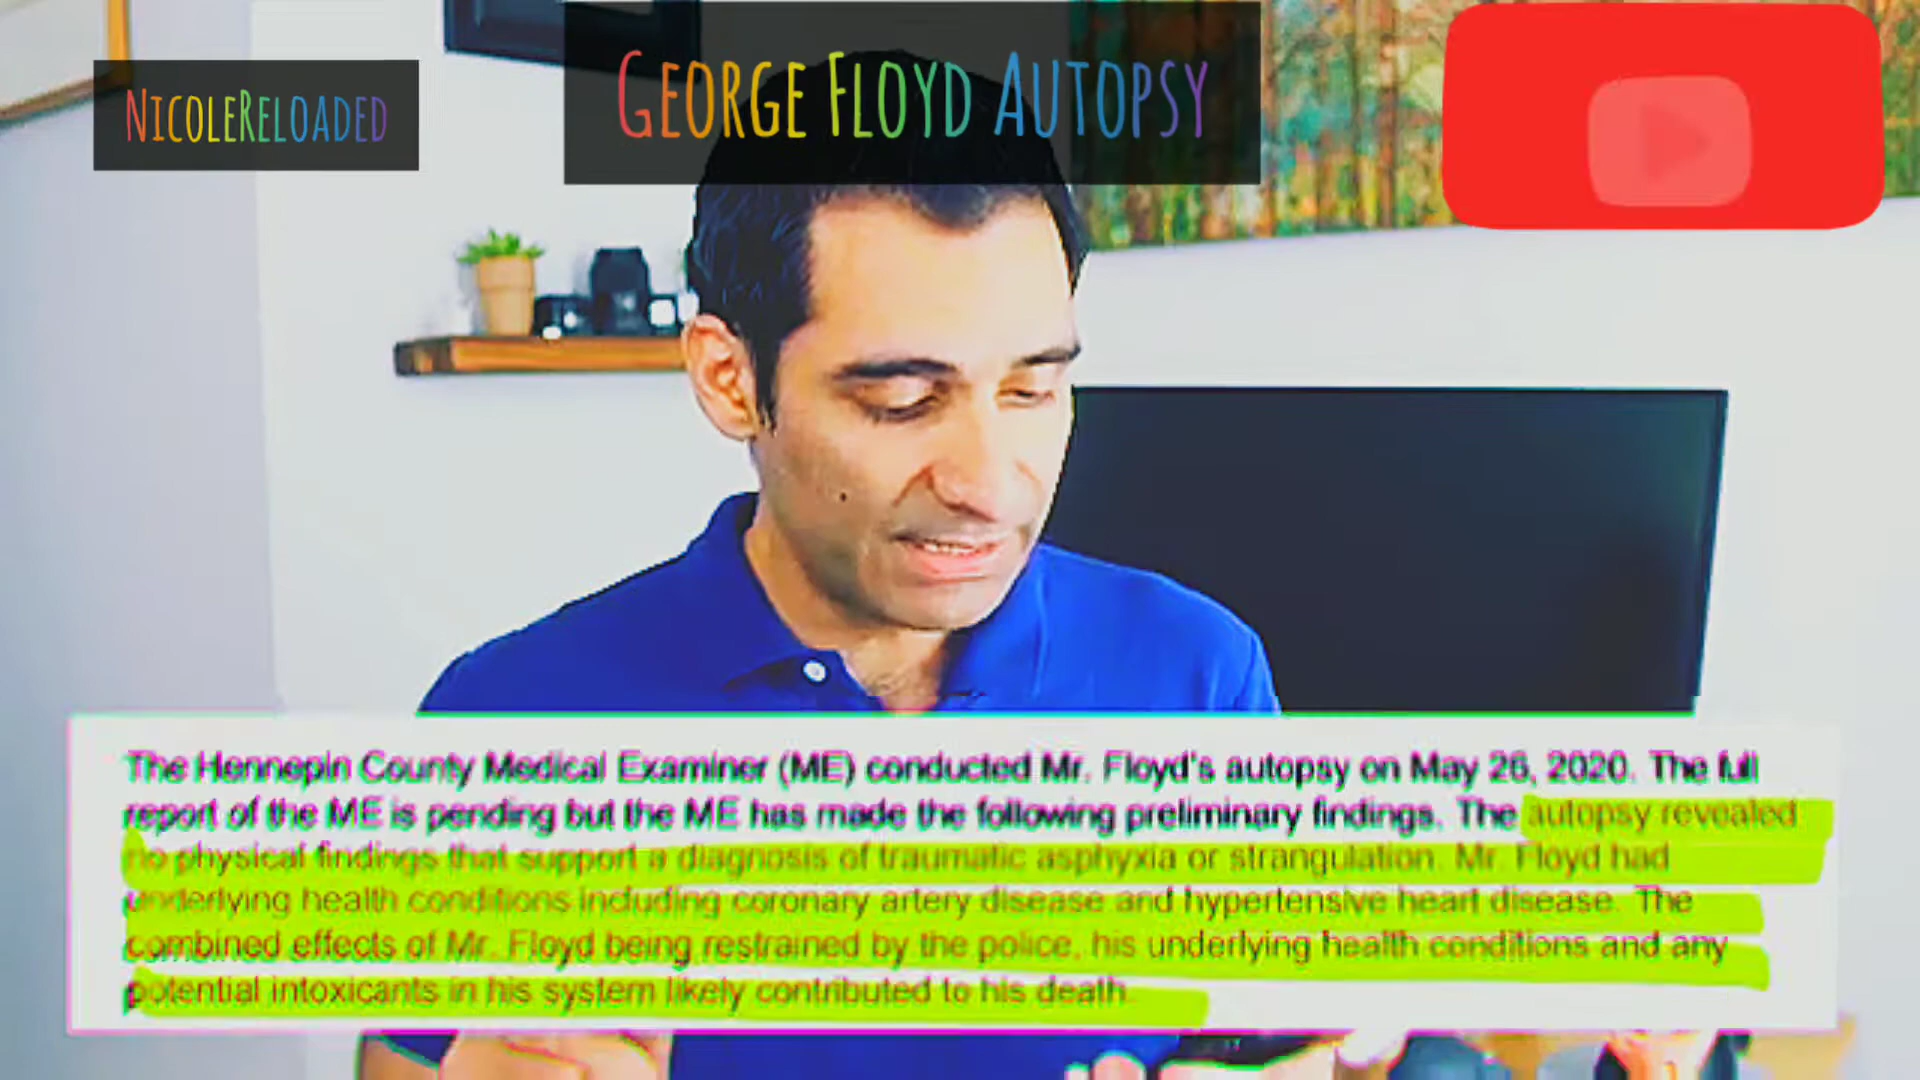 NicoleReloaded
George Floyd Autopsy
The Hennepin County Medical Examiner (ME) conducted Mr. Floyd's autopsy on May 26, 2020. The full
report of the ME is pending but the ME has made the following preliminary findings. The autopsy revealed
no physical findings that support a diagnosis of traumatic asphyxia or strangulation. Mr. Floyd had
underlying health conditions including coronary artery disease and hypertensive heart disease. The
combined effects of Mr. Floyd being restrained by the police, his underlying health conditions and any
potential intoxicants in his system likely contributed to his death.